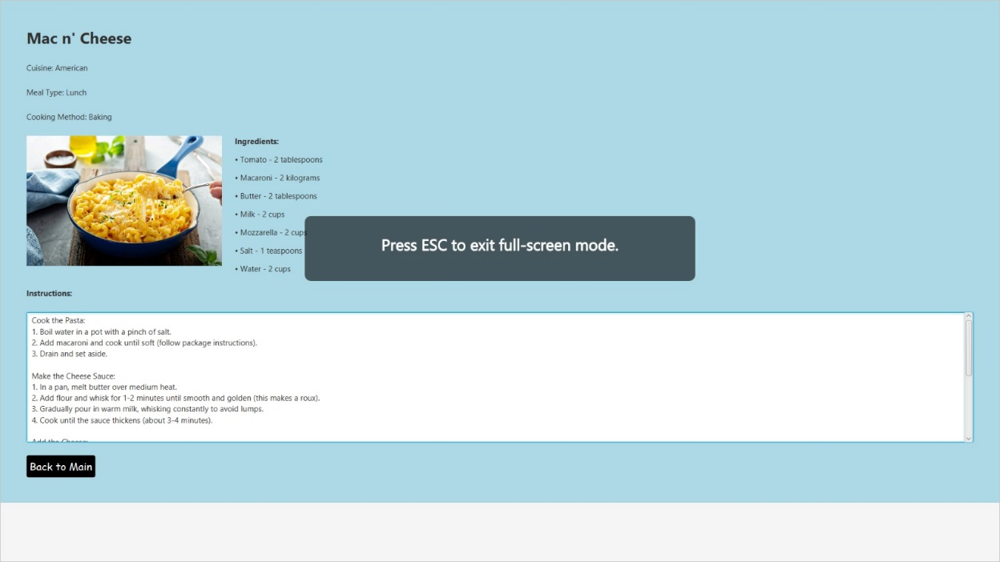 Mac n' Cheese
Cuisine: American
Meal Type: Lunch
Cooking Method: Baking
Ingredients:
• Tomato - 2 tablespoons
• Macaroni - 2 kilograms
• Butter - 2 tablespoons
• Milk - 2 cups
• Mozzarella - 2 cups
• Salt - 1 teaspoons
• Water - 2 cups
Press ESC to exit full-screen mode.
Instructions:
Cook the Pasta:
1. Boil water in a pot with a pinch of salt.
2. Add macaroni and cook until soft (follow package instructions).
3. Drain and set aside.
Make the Cheese Sauce:
1. In a pan, melt butter over medium heat.
2. Add flour and whisk for 1-2 minutes until smooth and golden (this makes a roux).
3. Gradually pour in warm milk, whisking constantly to avoid lumps.
4. Cook until the sauce thickens (about 3-4 minutes).
Add the Cheese:
Back to Main